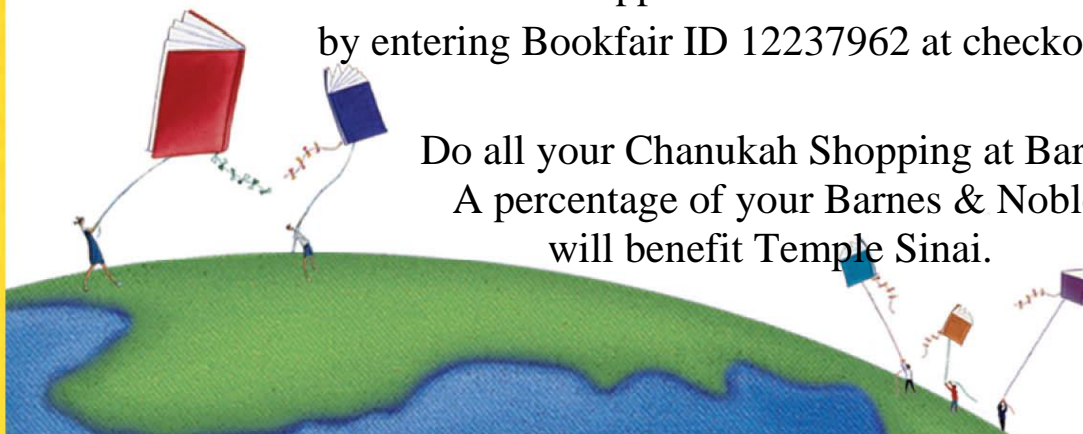 by entering Bookfair ID 12237962 at checko
Do all your Chanukah Shopping at Bar
A percentage of your Barnes & Noble
will benefit Temple Sinai.